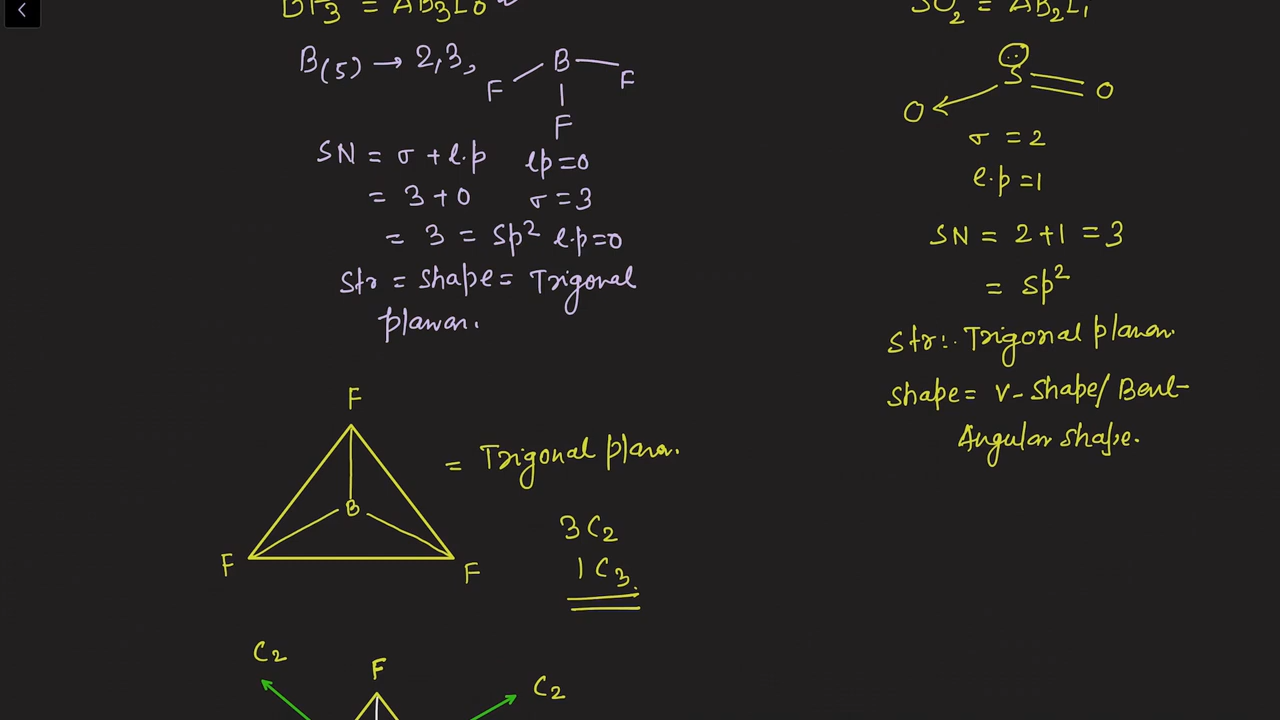 BF3 = AB3L0
B(5) → 2,3,
B
F
F
F
SN = σ + l.p
lp = 0
= 3 + 0
σ = 3
= 3 = Sp² l.p = 0
Str = shape = Trigonal
planar.
F
B
F
F
= Trigonal planar.
3C₂
1C₃.
C₂
F
C₂
SO₂ = AB₂L₁
S
O
O
σ = 2
l.p = 1
SN = 2+1 = 3
= Sp²
Str:. Trigonal planar.
Shape = V-Shape/Bent-
Angular shape.